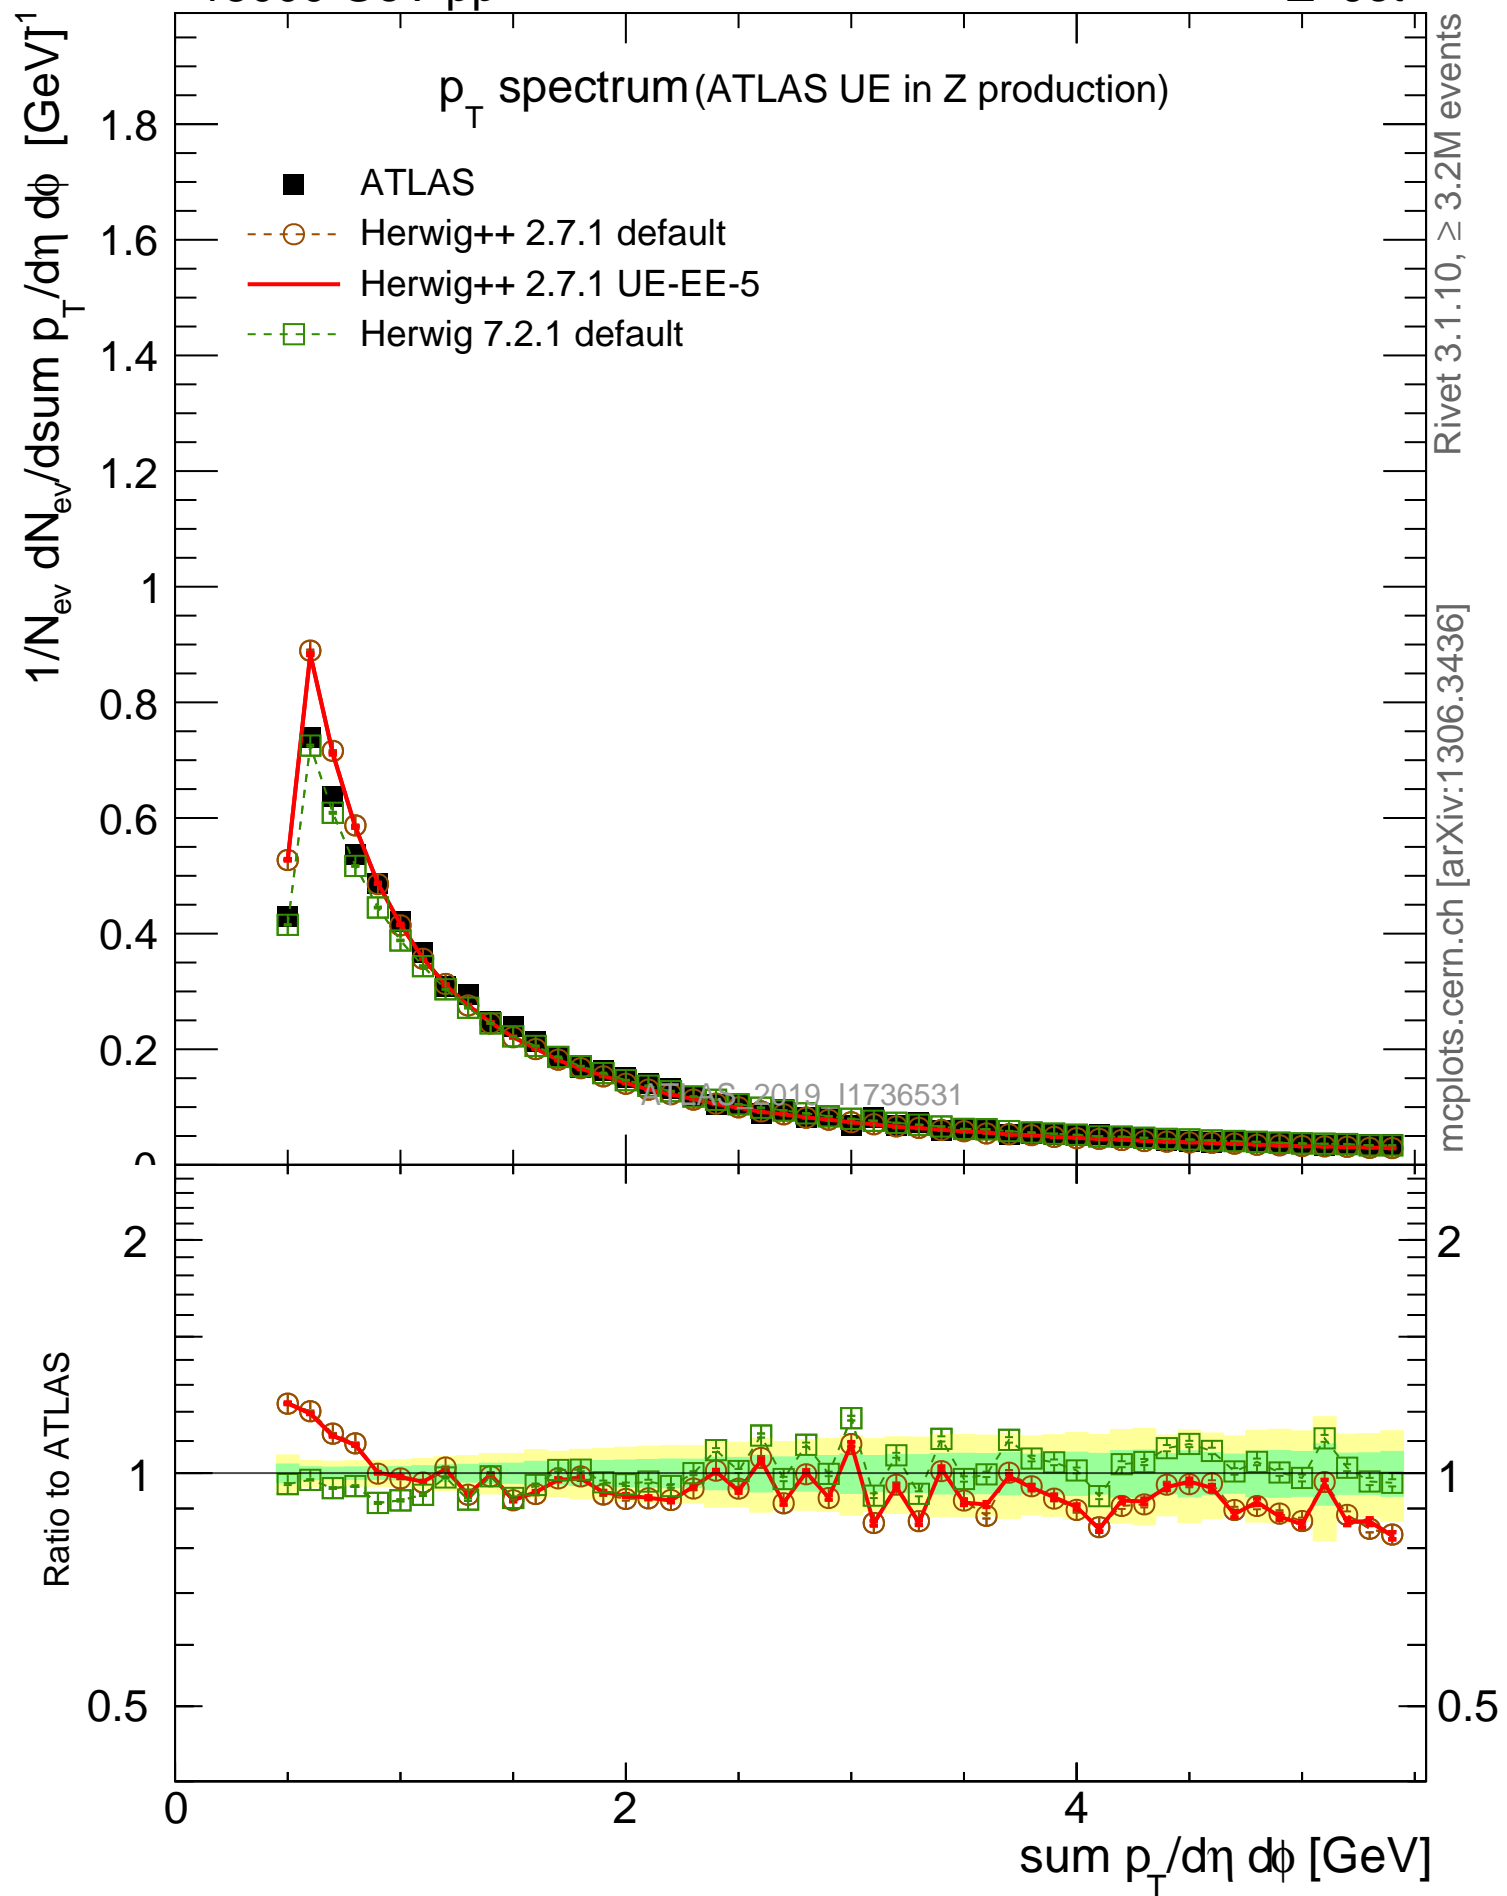 p_T spectrum (ATLAS UE in Z production)
ATLAS
Herwig++ 2.7.1 default
Herwig++ 2.7.1 UE-EE-5
Herwig 7.2.1 default
1/N_ev dN_ev/dsum p_T/dη dϕ [GeV]^-1
1.8
1.6
1.4
1.2
1
0.8
0.6
0.4
0.2
0
ATLAS_2019_I1736531
Rivet 3.1.10, ≥ 3.2M events
mcplots.cern.ch [arXiv:1306.3436]
Ratio to ATLAS
2
1
0.5
2
1
0.5
0
2
4
sum p_T/dη dϕ [GeV]